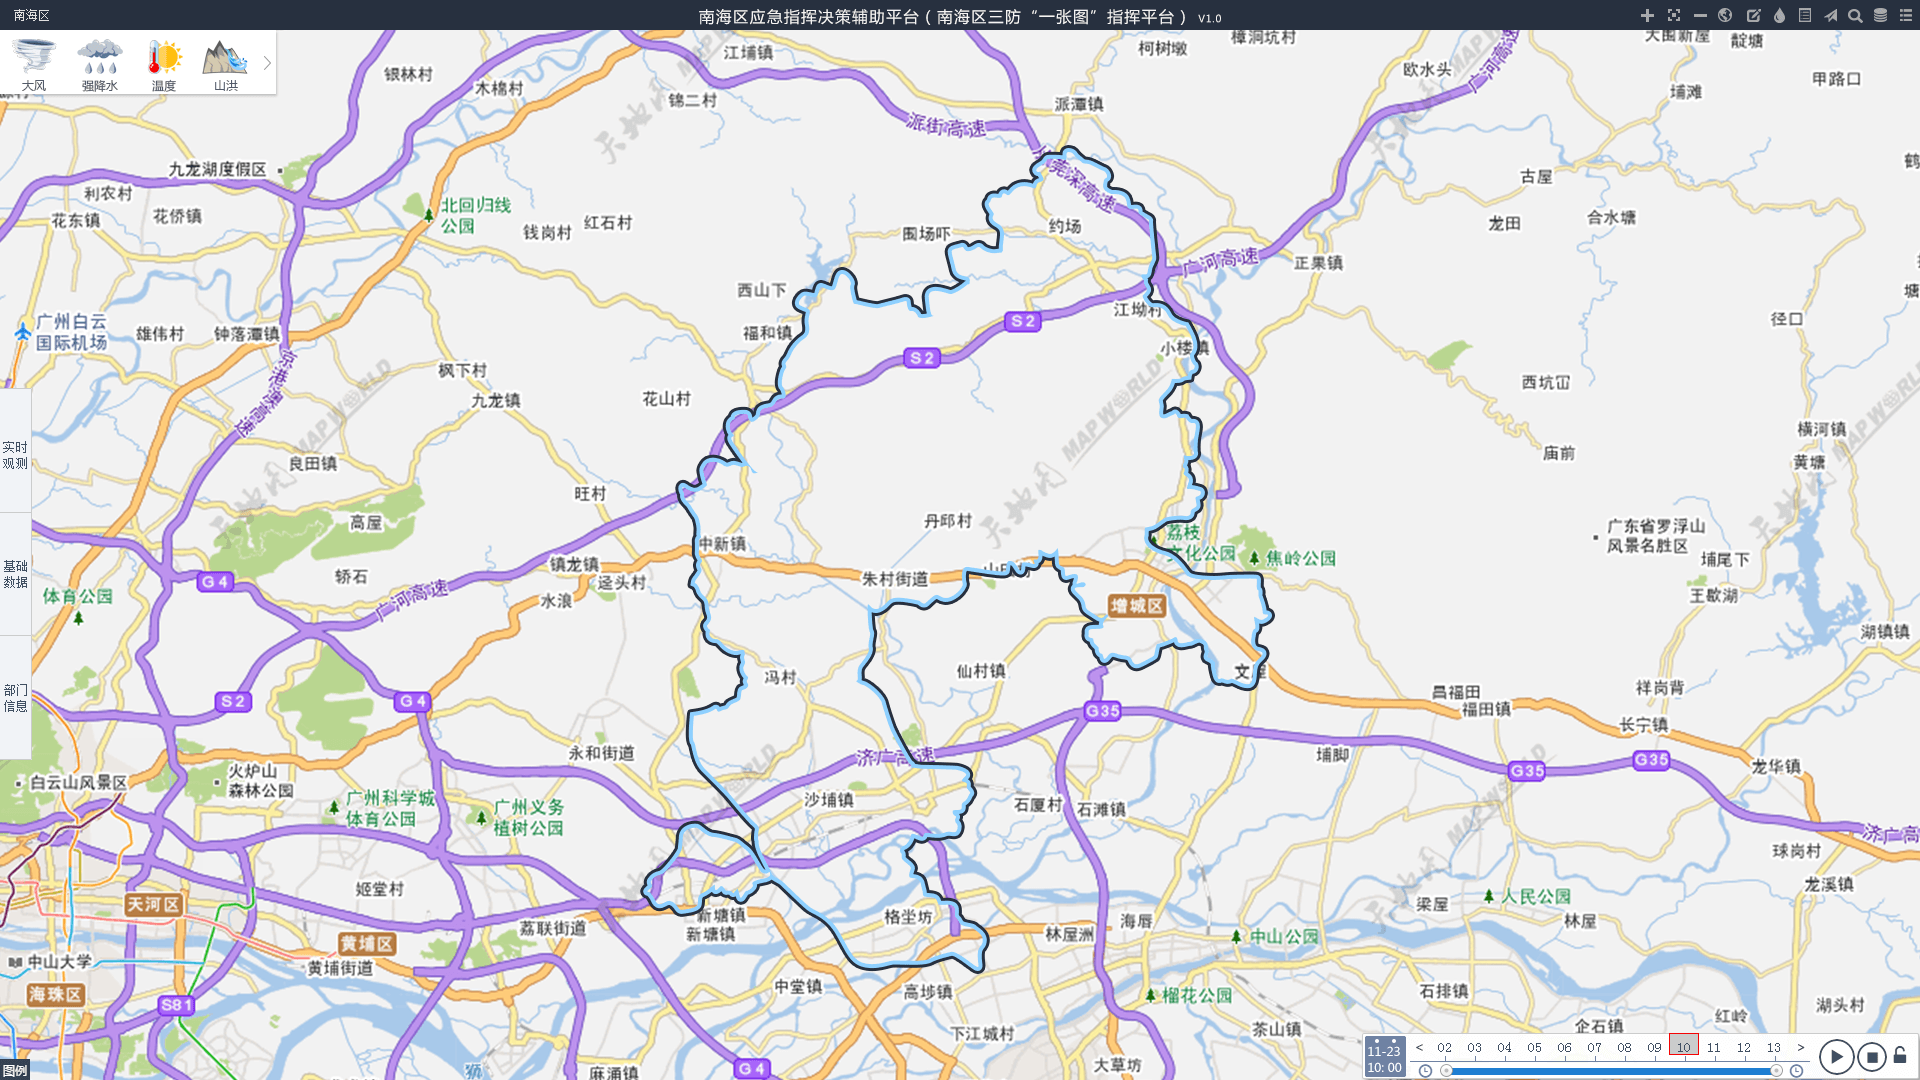 南海区
南海区应急指挥决策辅助平台（南海区三防“一张图”指挥平台） V1.0
大风
强降水
温度
山洪
实时
观测
基础
数据
部门
信息
图例
江埔镇
柯树墩
樟洞坑村
大围新屋
靛塘
欧水头
广河高速
甲路口
埔滩
银林村
木棉村
锦二村
派街高速
派潭镇
九龙湖度假区
利农村
花东镇
花侨镇
北回归线
公园
钱岗村
红石村
围场吓
莞深高速
约场
古屋
龙田
合水塘
鹤
广河高速
正果镇
西山下
江坳村
塘
广州白云
国际机场
雄伟村
钟落潭镇
福和镇
S2
S2
小楼镇
径口
京港澳高速
枫下村
九龙镇
花山村
西坑冚
横河镇
黄塘
庙前
良田镇
旺村
高屋
丹邱村
荔枝
文化公园
焦岭公园
广东省罗浮山
风景名胜区
埔尾下
王歇湖
中新镇
镇龙镇
迳头村
朱村街道
轿石
G4
体育公园
水浪
广河高速
增城区
湖镇镇
冯村
仙村镇
文
S2
G4
G35
昌福田
福田镇
祥岗背
长宁镇
永和街道
济广高速
埔脚
G35
G35
龙华镇
白云山风景区
火炉山
森林公园
广州科学城
体育公园
广州义务
植树公园
沙埔镇
石厦村
石滩镇
济广高
球岗村
龙溪镇
姬堂村
天河区
黄埔区
黄埔街道
中山大学
海珠区
S81
荔联街道
新塘镇
新塘镇
格坐坊
林屋洲
海唇
中山公园
梁屋
人民公园
林屋
中堂镇
高埗镇
榴花公园
石排镇
湖头村
下江城村
茶山镇
企石镇
红岭
大草坊
麻涌镇
G4
MAP WORLD
天地图
11-23
10:00
< 02 03 04 05 06 07 08 09 10 11 12 13 >